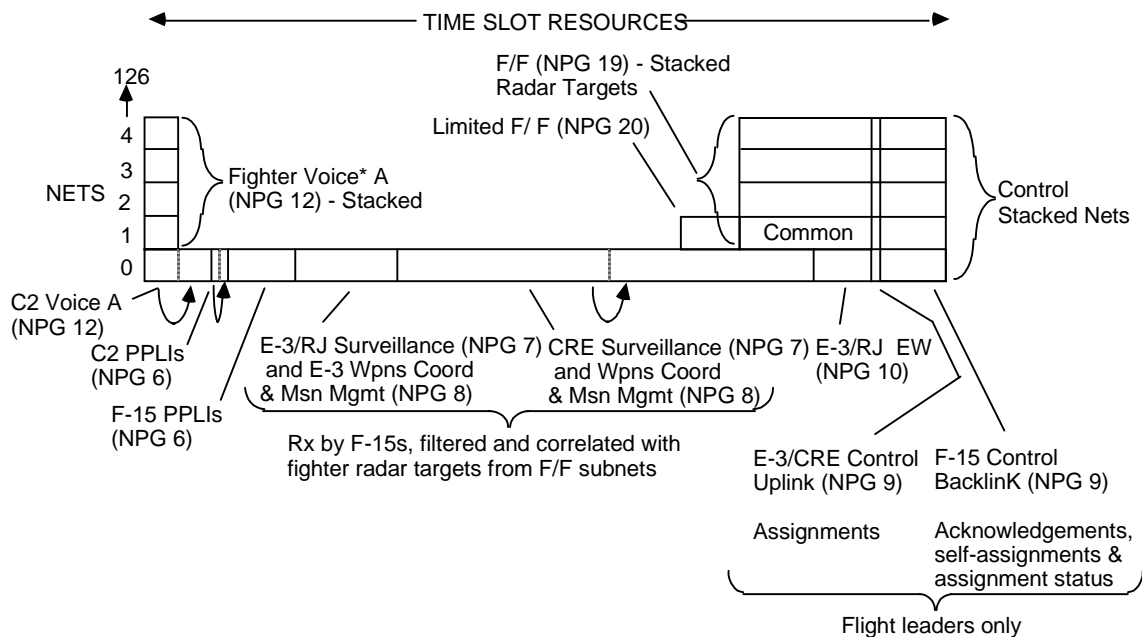 TIME SLOT RESOURCES
F/F (NPG 19) - Stacked
Radar Targets
126
Limited F/ F (NPG 20)
4
3
NETS
2
1
0
Fighter Voice* A
(NPG 12) - Stacked
Control
Stacked Nets
Common
C2 Voice A
(NPG 12)
C2 PPLIs
(NPG 6)
F-15 PPLIs
(NPG 6)
E-3/RJ Surveillance (NPG 7)
and E-3 Wpns Coord
& Msn Mgmt (NPG 8)
CRE Surveillance (NPG 7)
and Wpns Coord
& Msn Mgmt (NPG 8)
E-3/RJ EW
(NPG 10)
Rx by F-15s, filtered and correlated with
fighter radar targets from F/F subnets
E-3/CRE Control
Uplink (NPG 9)
Assignments
F-15 Control
BacklinK (NPG 9)
Acknowledgements,
self-assignments &
assignment status
Flight leaders only